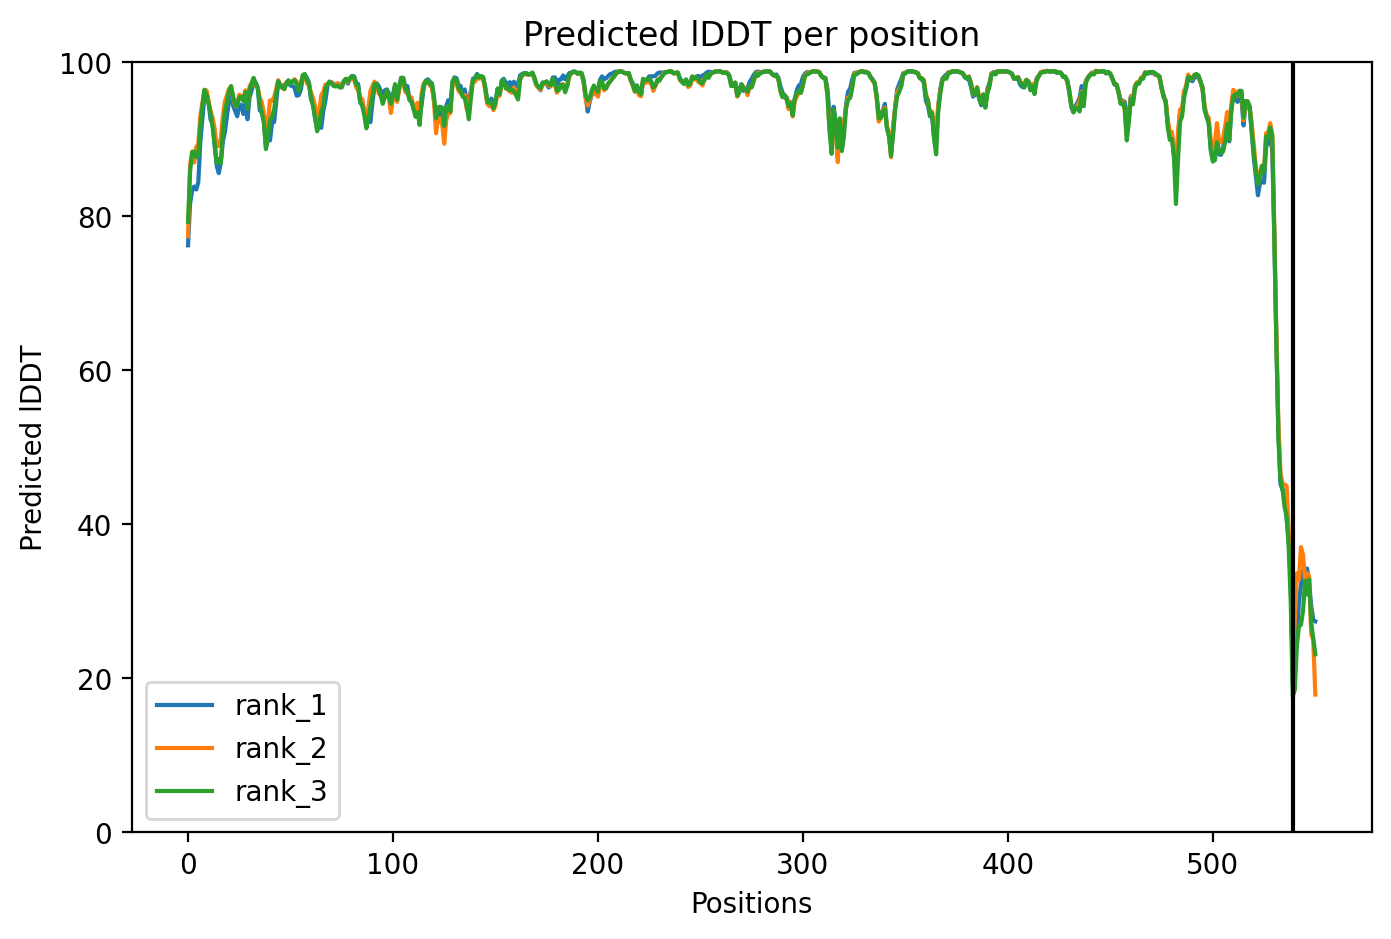 Predicted lDDT per position
100
80
60
40
20
0
Predicted lDDT
rank_1
rank_2
rank_3
0 100 200 300 400 500
Positions